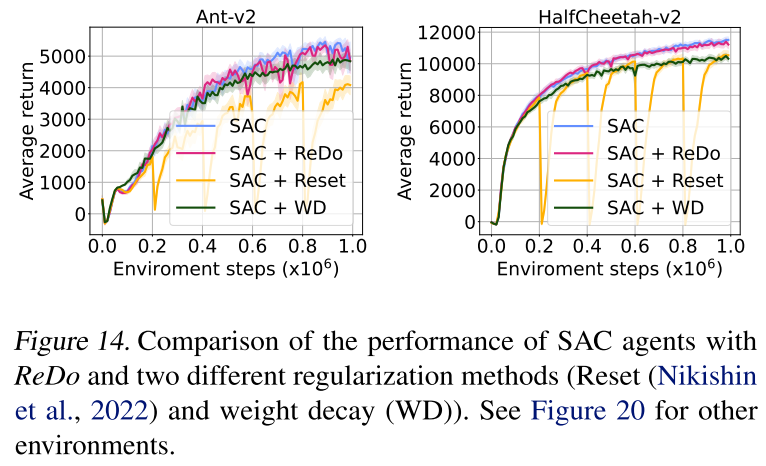 Ant-v2
HalfCheetah-v2
Average return
5000
4000
3000
2000
1000
0
SAC
SAC + ReDo
SAC + Reset
SAC + WD
0.0 0.2 0.4 0.6 0.8 1.0
Enviroment steps (x10⁶)
Average return
12000
10000
8000
6000
4000
2000
0
SAC
SAC + ReDo
SAC + Reset
SAC + WD
0.0 0.2 0.4 0.6 0.8 1.0
Enviroment steps (x10⁶)
Figure 14. Comparison of the performance of SAC agents with
ReDo and two different regularization methods (Reset (Nikishin
et al., 2022) and weight decay (WD)). See Figure 20 for other
environments.